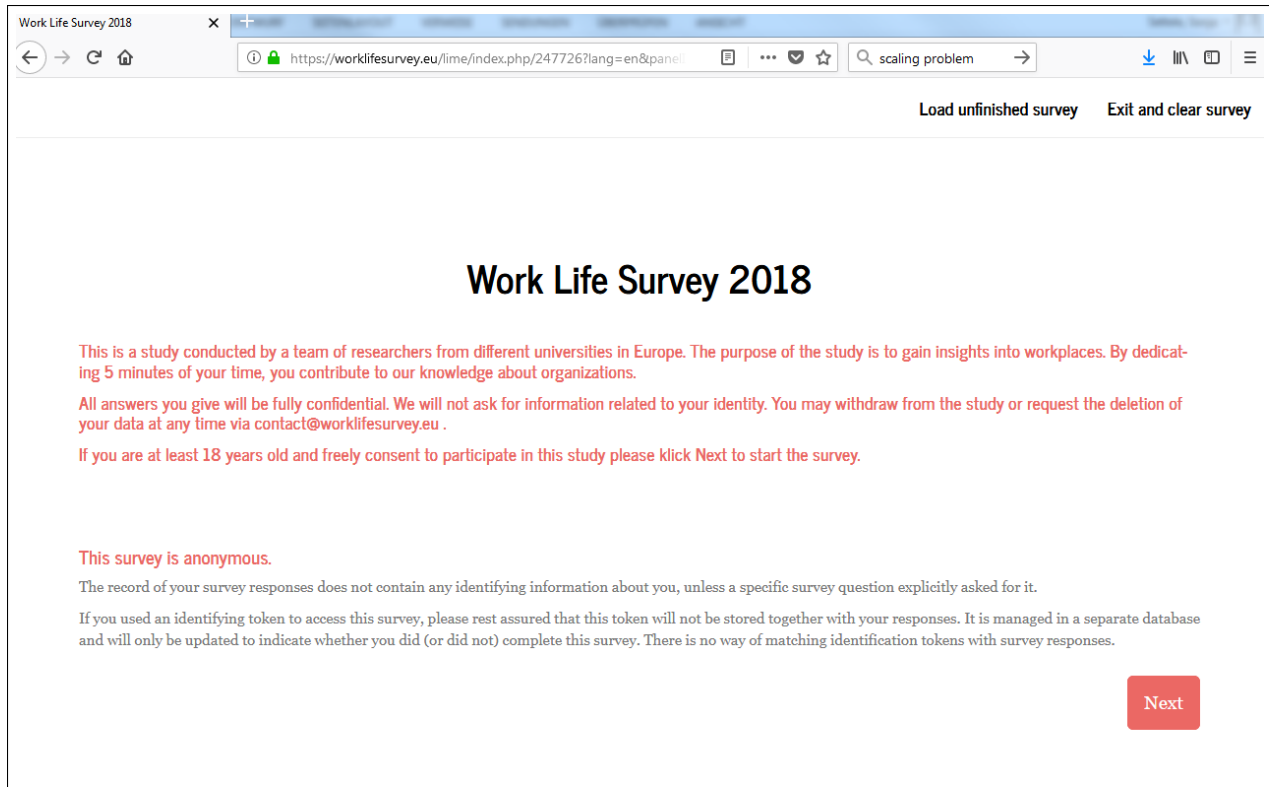 Work Life Survey 2018
https://worklifesurvey.eu/lime/index.php/247726?lang=en&panel
scaling problem
Load unfinished survey Exit and clear survey
Work Life Survey 2018
This is a study conducted by a team of researchers from different universities in Europe. The purpose of the study is to gain insights into workplaces. By dedicat-
ing 5 minutes of your time, you contribute to our knowledge about organizations.
All answers you give will be fully confidential. We will not ask for information related to your identity. You may withdraw from the study or request the deletion of
your data at any time via contact@worklifesurvey.eu .
If you are at least 18 years old and freely consent to participate in this study please klick Next to start the survey.
This survey is anonymous.
The record of your survey responses does not contain any identifying information about you, unless a specific survey question explicitly asked for it.
If you used an identifying token to access this survey, please rest assured that this token will not be stored together with your responses. It is managed in a separate database
and will only be updated to indicate whether you did (or did not) complete this survey. There is no way of matching identification tokens with survey responses.
Next